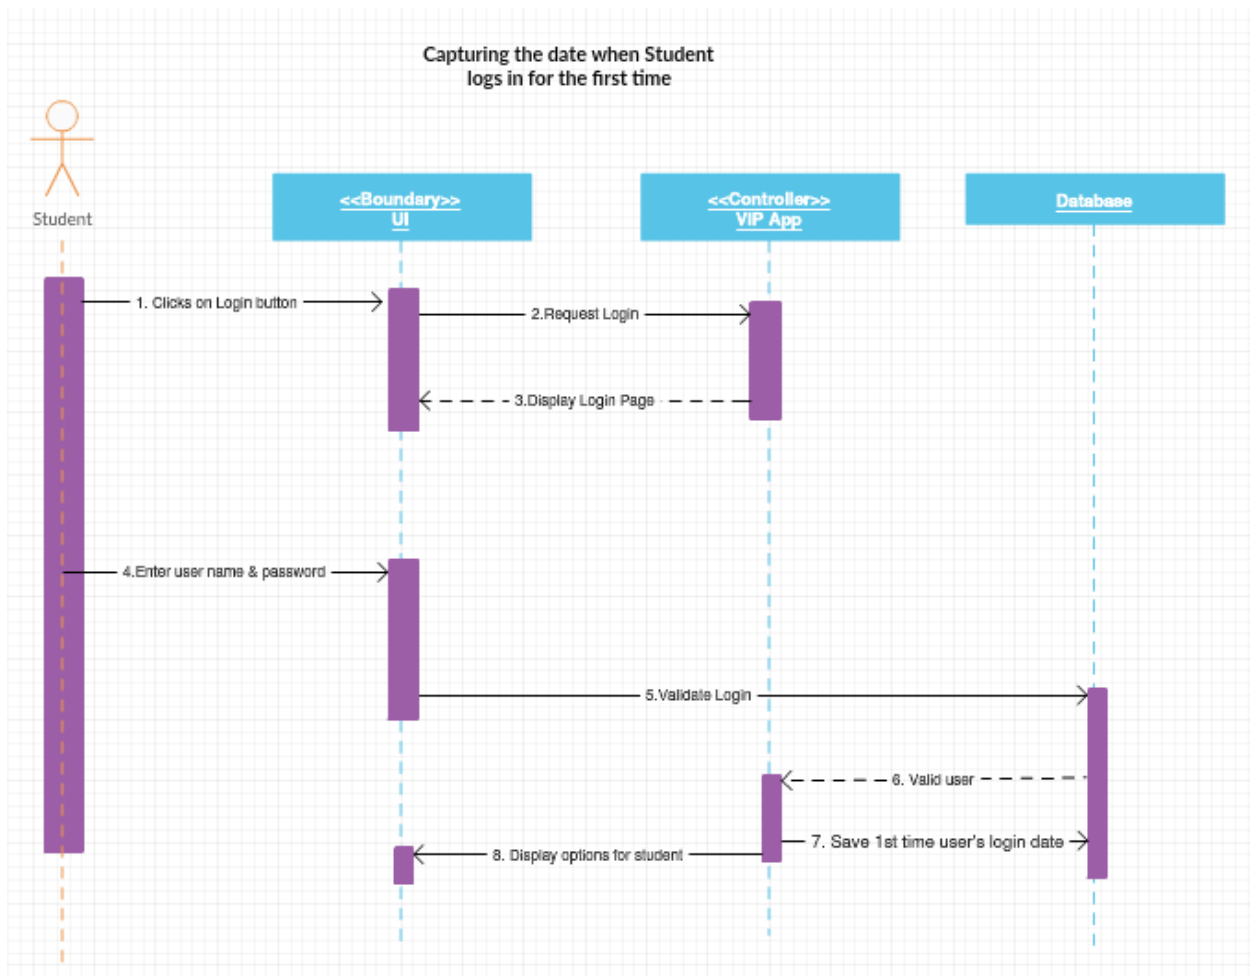 Capturing the date when Student
logs in for the first time
Student
<<Boundary>>
UI
<<Controller>>
VIP App
Database
1. Clicks on Login button
2.Request Login
3.Display Login Page
4.Enter user name & password
5.Validate Login
6. Valid user
7. Save 1st time user's login date
8. Display options for student